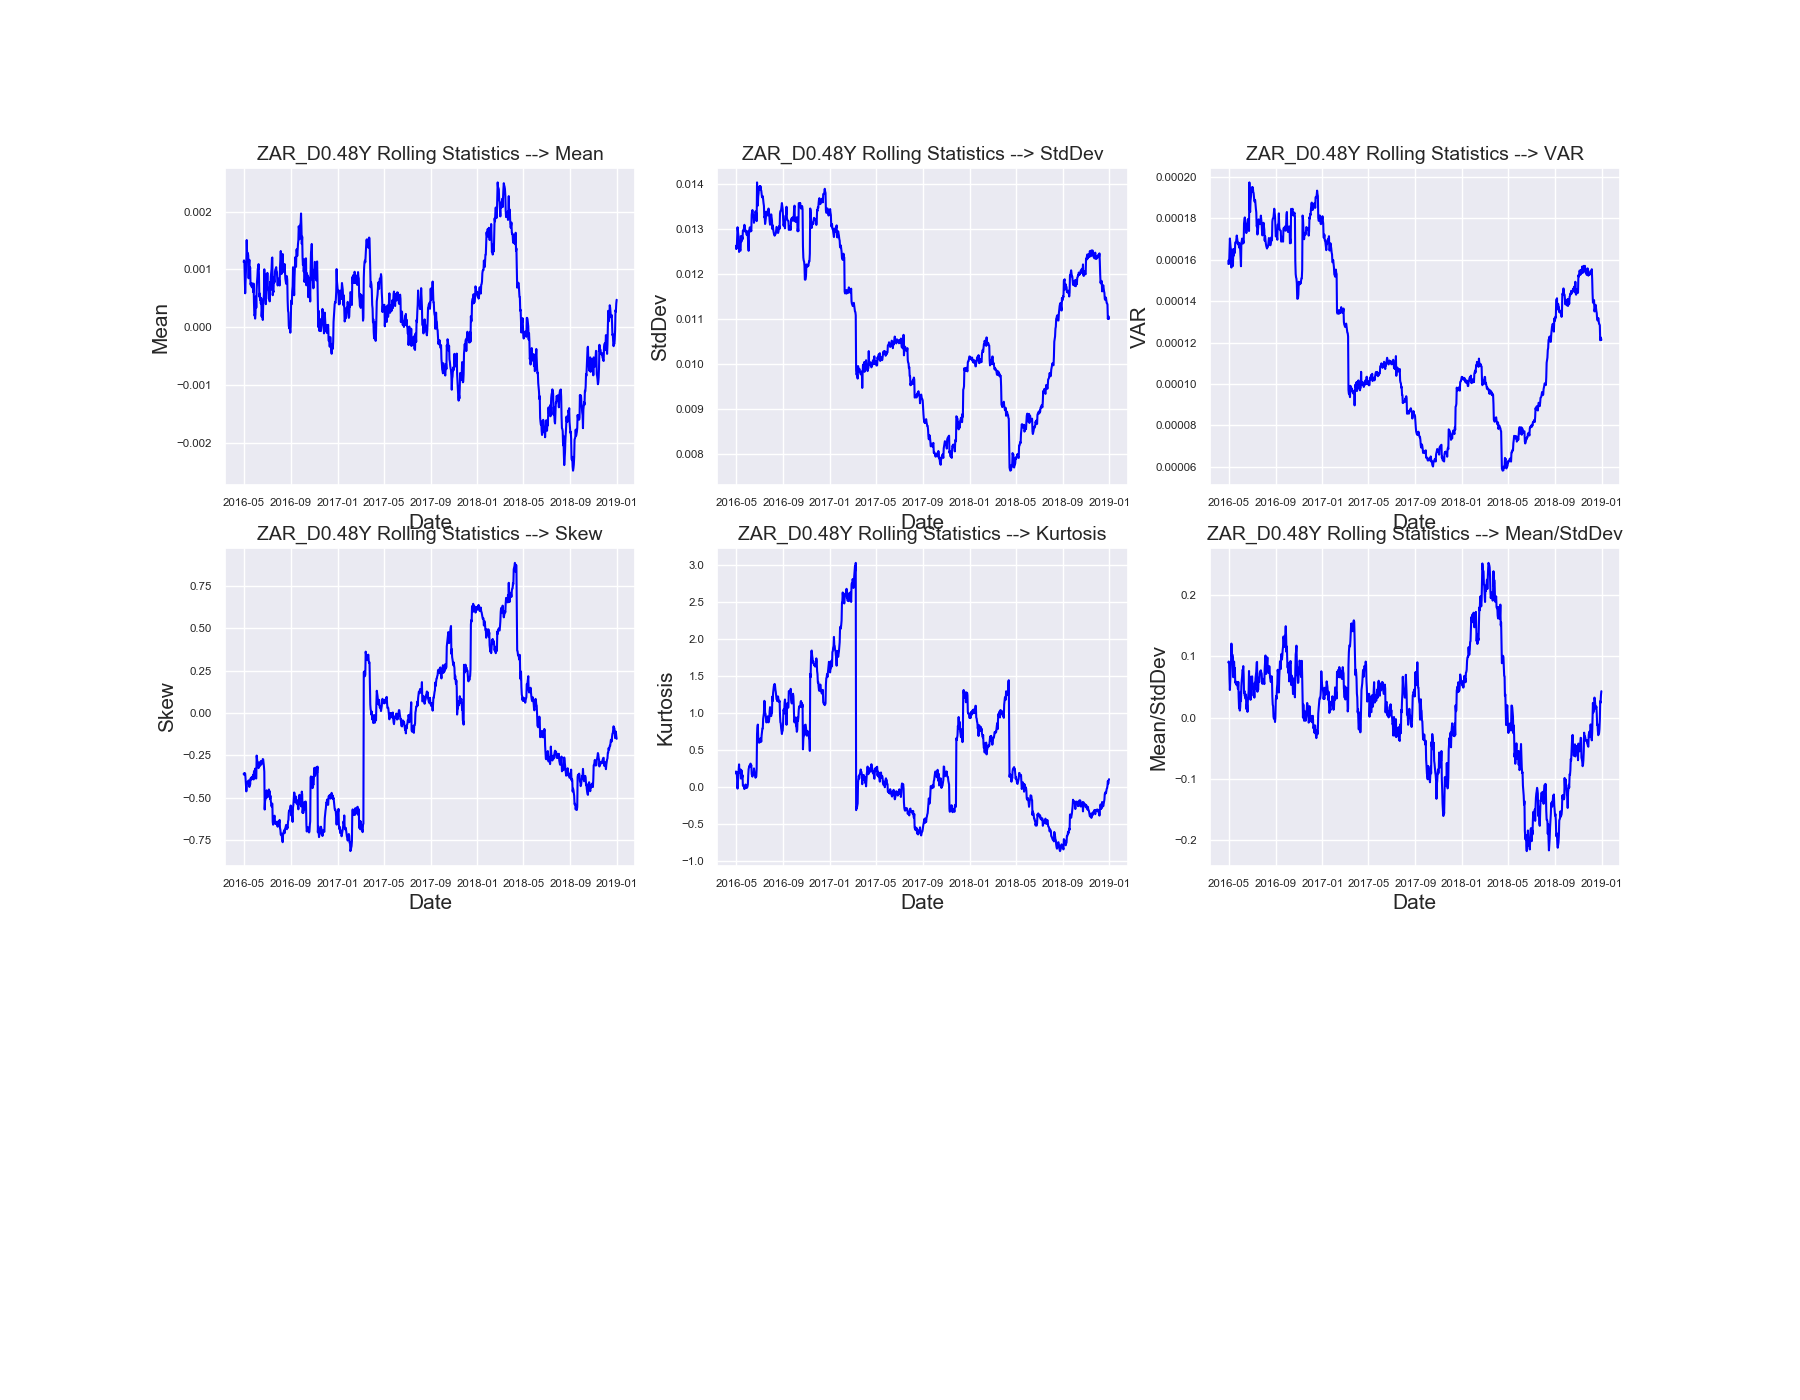 ZAR_D0.48Y Rolling Statistics --> Mean
Mean
0.002
0.001
0.000
−0.001
−0.002
2016-05 2016-09 2017-01 2017-05 2017-09 2018-01 2018-05 2018-09 2019-01
Date
ZAR_D0.48Y Rolling Statistics --> StdDev
StdDev
0.014
0.013
0.012
0.011
0.010
0.009
0.008
2016-05 2016-09 2017-01 2017-05 2017-09 2018-01 2018-05 2018-09 2019-01
Date
ZAR_D0.48Y Rolling Statistics --> VAR
VAR
0.00020
0.00018
0.00016
0.00014
0.00012
0.00010
0.00008
0.00006
2016-05 2016-09 2017-01 2017-05 2017-09 2018-01 2018-05 2018-09 2019-01
Date
ZAR_D0.48Y Rolling Statistics --> Skew
Skew
0.75
0.50
0.25
0.00
−0.25
−0.50
−0.75
2016-05 2016-09 2017-01 2017-05 2017-09 2018-01 2018-05 2018-09 2019-01
Date
ZAR_D0.48Y Rolling Statistics --> Kurtosis
Kurtosis
3.0
2.5
2.0
1.5
1.0
0.5
0.0
−0.5
−1.0
2016-05 2016-09 2017-01 2017-05 2017-09 2018-01 2018-05 2018-09 2019-01
Date
ZAR_D0.48Y Rolling Statistics --> Mean/StdDev
Mean/StdDev
0.2
0.1
0.0
−0.1
−0.2
2016-05 2016-09 2017-01 2017-05 2017-09 2018-01 2018-05 2018-09 2019-01
Date